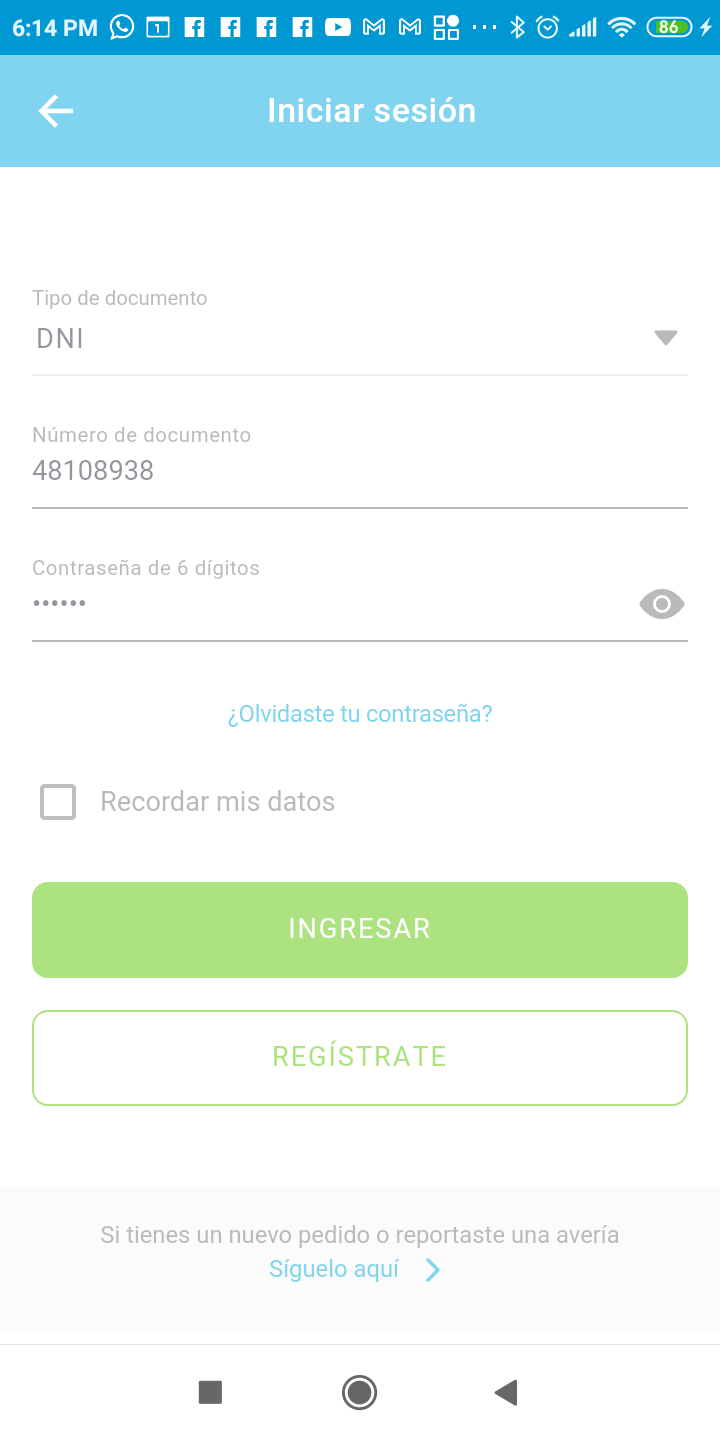 6:14 PM
86
Iniciar sesión
Tipo de documento
DNI
Número de documento
48108938
Contraseña de 6 dígitos
••••••
¿Olvidaste tu contraseña?
Recordar mis datos
INGRESAR
REGÍSTRATE
Si tienes un nuevo pedido o reportaste una avería
Síguelo aquí